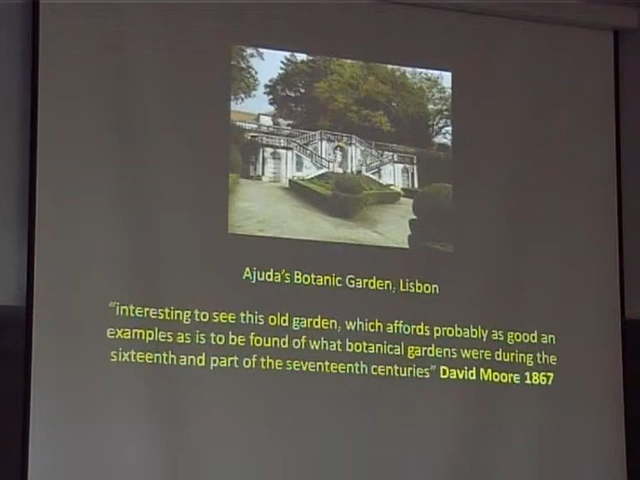 Ajuda's Botanic Garden, Lisbon
"interesting to see this old garden, which affords probably as good an
examples as is to be found of what botanical gardens were during the
sixteenth and part of the seventeenth centuries" David Moore 1867